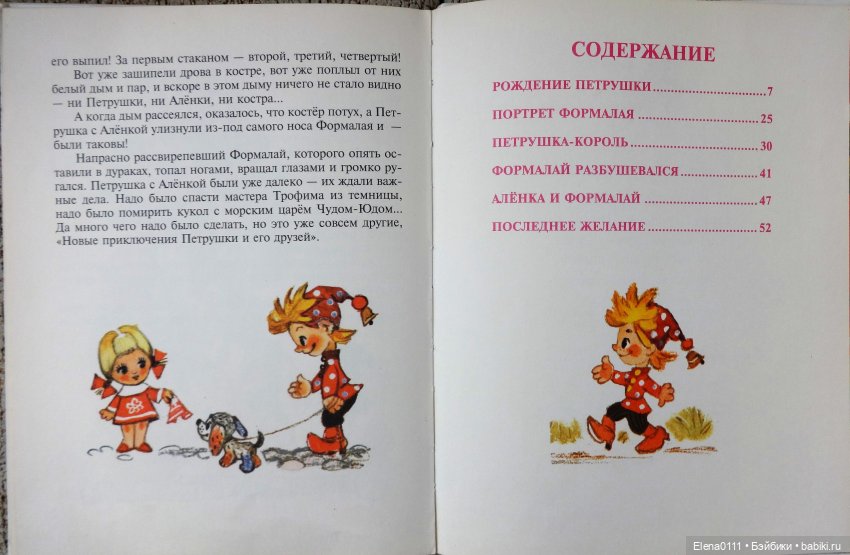 его выпил! За первым стаканом — второй, третий, четвертый!
Вот уже зашипели дрова в костре, вот уже поплыл от них
белый дым и пар, и вскоре в этом дыму ничего не стало видно
— ни Петрушки, ни Алёнки, ни костра...
А когда дым рассеялся, оказалось, что костёр потух, а Пет-
рушка с Алёнкой улизнули из-под самого носа Формалая и —
были таковы!
Напрасно рассвирепевший Формалай, которого опять ос-
тавили в дураках, топал ногами, вращал глазами и громко ру-
гался. Петрушка с Алёнкой были уже далеко — их ждали важ-
ные дела. Надо было спасти мастера Трофима из темницы,
надо было помирить кукол с морским царём Чудом-Юдом...
Да много чего надо было сделать, но это уже совсем другие,
«Новые приключения Петрушки и его друзей».
СОДЕРЖАНИЕ
РОЖДЕНИЕ ПЕТРУШКИ..............................7
ПОРТРЕТ ФОРМАЛАЯ..............................25
ПЕТРУШКА-КОРОЛЬ..............................30
ФОРМАЛАЙ РАЗБУШЕВАЛСЯ....................41
АЛЁНКА И ФОРМАЛАЙ............................47
ПОСЛЕДНЕЕ ЖЕЛАНИЕ............................52
Elena0111 • Бэйбики • babiki.ru